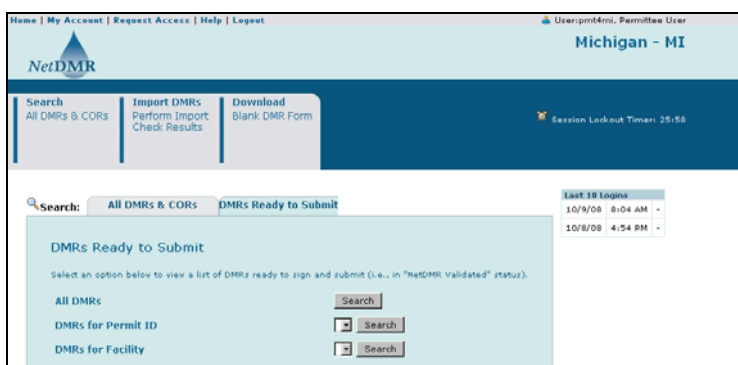 Home | My Account | Request Access | Help | Logout
User:pmt4mi, Permittee User
NetDMR
Michigan - MI
Search
All DMRs & CORs
Import DMRs
Perform Import
Check Results
Download
Blank DMR Form
Session Lockout Timer: 25:58
Search: All DMRs & CORs DMRs Ready to Submit
Last 10 Logins
10/9/08 8:04 AM -
10/8/08 4:54 PM -
DMRs Ready to Submit
Select an option below to view a list of DMRs ready to sign and submit (i.e., in "NetDMR Validated" status).
All DMRs Search
DMRs for Permit ID Search
DMRs for Facility Search